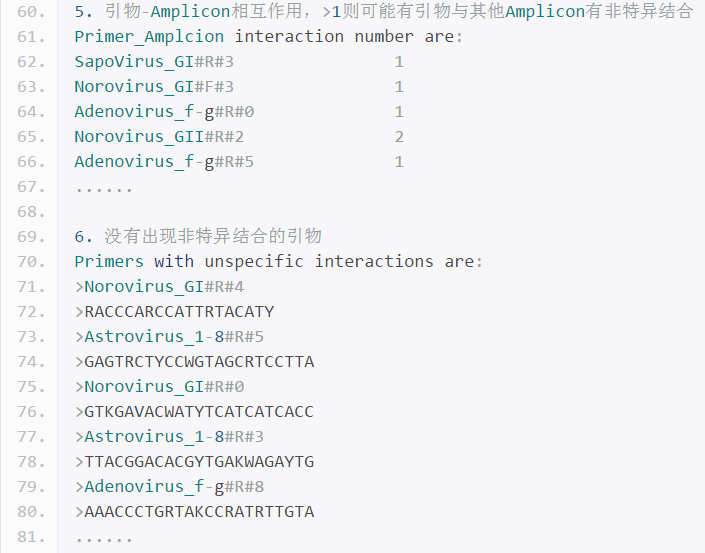 60. 5. 引物-Amplicon相互作用，>1则可能有引物与其他Amplicon有非特异结合
61. Primer_Amplcion interaction number are:
62. SapoVirus_GI#R#3 1
63. Norovirus_GI#F#3 1
64. Adenovirus_f-g#R#0 1
65. Norovirus_GII#R#2 2
66. Adenovirus_f-g#R#5 1
67. ......
68.
69. 6. 没有出现非特异结合的引物
70. Primers with unspecific interactions are:
71. >Norovirus_GI#R#4
72. >RACCCARCCATTRTACATY
73. >Astrovirus_1-8#R#5
74. >GAGTRCTYCCWGTAGCRTCCTTA
75. >Norovirus_GI#R#0
76. >GTKGAVACWATYTCATCATCACC
77. >Astrovirus_1-8#R#3
78. >TTACGGACACGYTGAKWAGAYTG
79. >Adenovirus_f-g#R#8
80. >AAACCCTGRTAKCCRATRTTGTA
81. ......